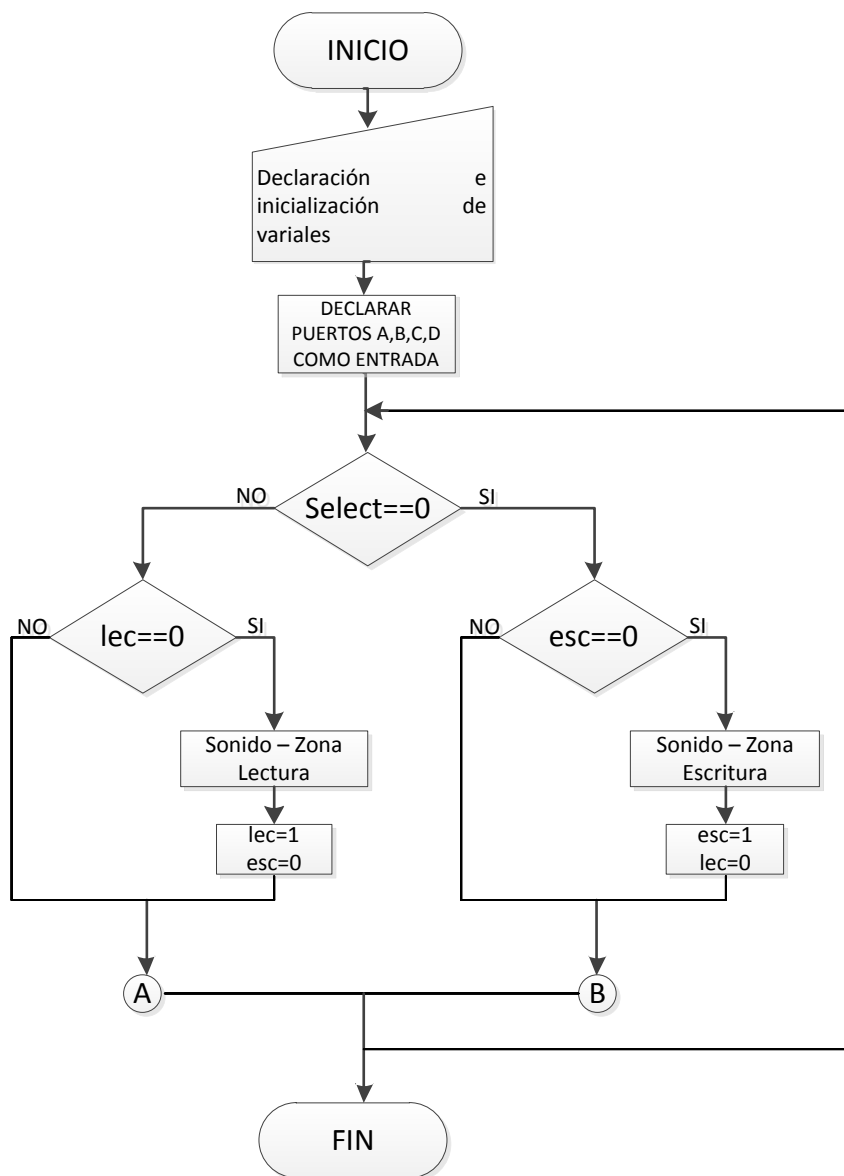 INICIO
Declaración e
inicialización de
variales
DECLARAR
PUERTOS A,B,C,D
COMO ENTRADA
NO
Select==0
SI
NO
lec==0
SI
NO
esc==0
SI
Sonido – Zona
Lectura
Sonido – Zona
Escritura
lec=1
esc=0
esc=1
lec=0
A
B
FIN